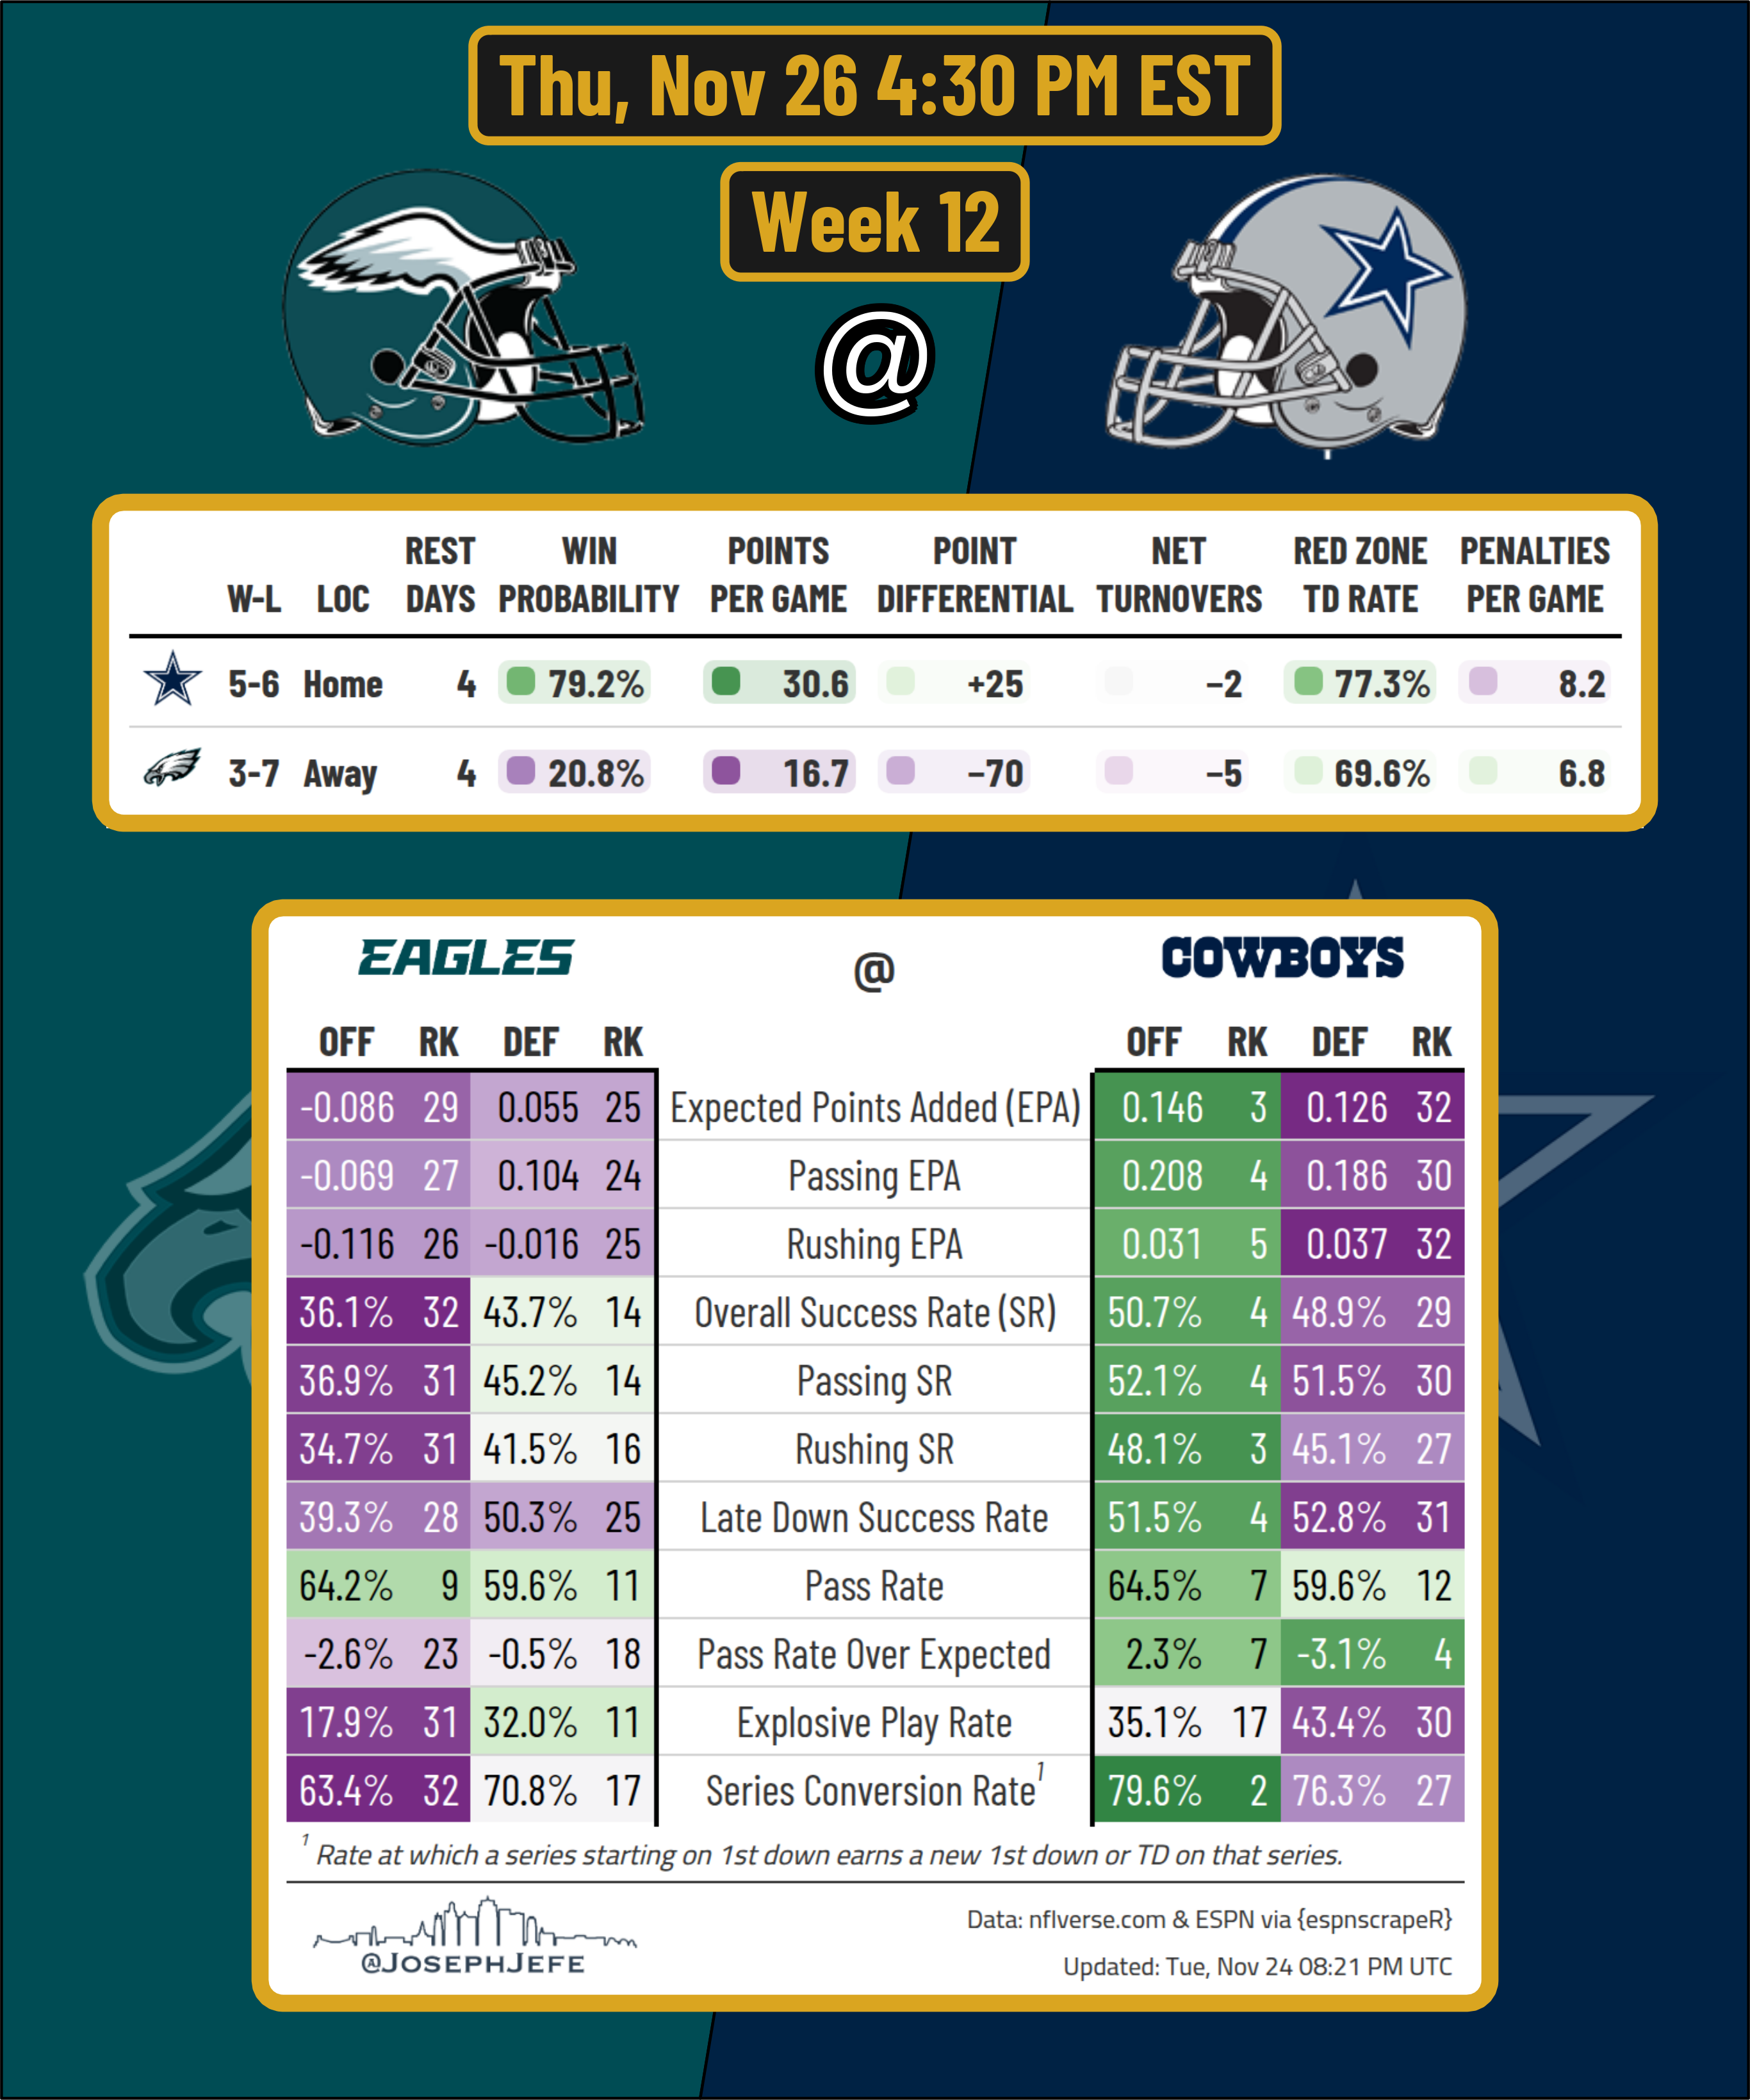 Thu, Nov 26 4:30 PM EST
Week 12
@
REST WIN POINTS POINT NET RED ZONE PENALTIES
W-L LOC DAYS PROBABILITY PER GAME DIFFERENTIAL TURNOVERS TD RATE PER GAME
5-6 Home 4 79.2% 30.6 +25 −2 77.3% 8.2
3-7 Away 4 20.8% 16.7 −70 −5 69.6% 6.8
EAGLES @ COWBOYS
OFF RK DEF RK OFF RK DEF RK
-0.086 29 0.055 25 Expected Points Added (EPA) 0.146 3 0.126 32
-0.069 27 0.104 24 Passing EPA 0.208 4 0.186 30
-0.116 26 -0.016 25 Rushing EPA 0.031 5 0.037 32
36.1% 32 43.7% 14 Overall Success Rate (SR) 50.7% 4 48.9% 29
36.9% 31 45.2% 14 Passing SR 52.1% 4 51.5% 30
34.7% 31 41.5% 16 Rushing SR 48.1% 3 45.1% 27
39.3% 28 50.3% 25 Late Down Success Rate 51.5% 4 52.8% 31
64.2% 9 59.6% 11 Pass Rate 64.5% 7 59.6% 12
-2.6% 23 -0.5% 18 Pass Rate Over Expected 2.3% 7 -3.1% 4
17.9% 31 32.0% 11 Explosive Play Rate 35.1% 17 43.4% 30
63.4% 32 70.8% 17 Series Conversion Rate¹ 79.6% 2 76.3% 27
¹ Rate at which a series starting on 1st down earns a new 1st down or TD on that series.
@JOSEPHJEFE
Data: nflverse.com & ESPN via {espnscrapeR}
Updated: Tue, Nov 24 08:21 PM UTC